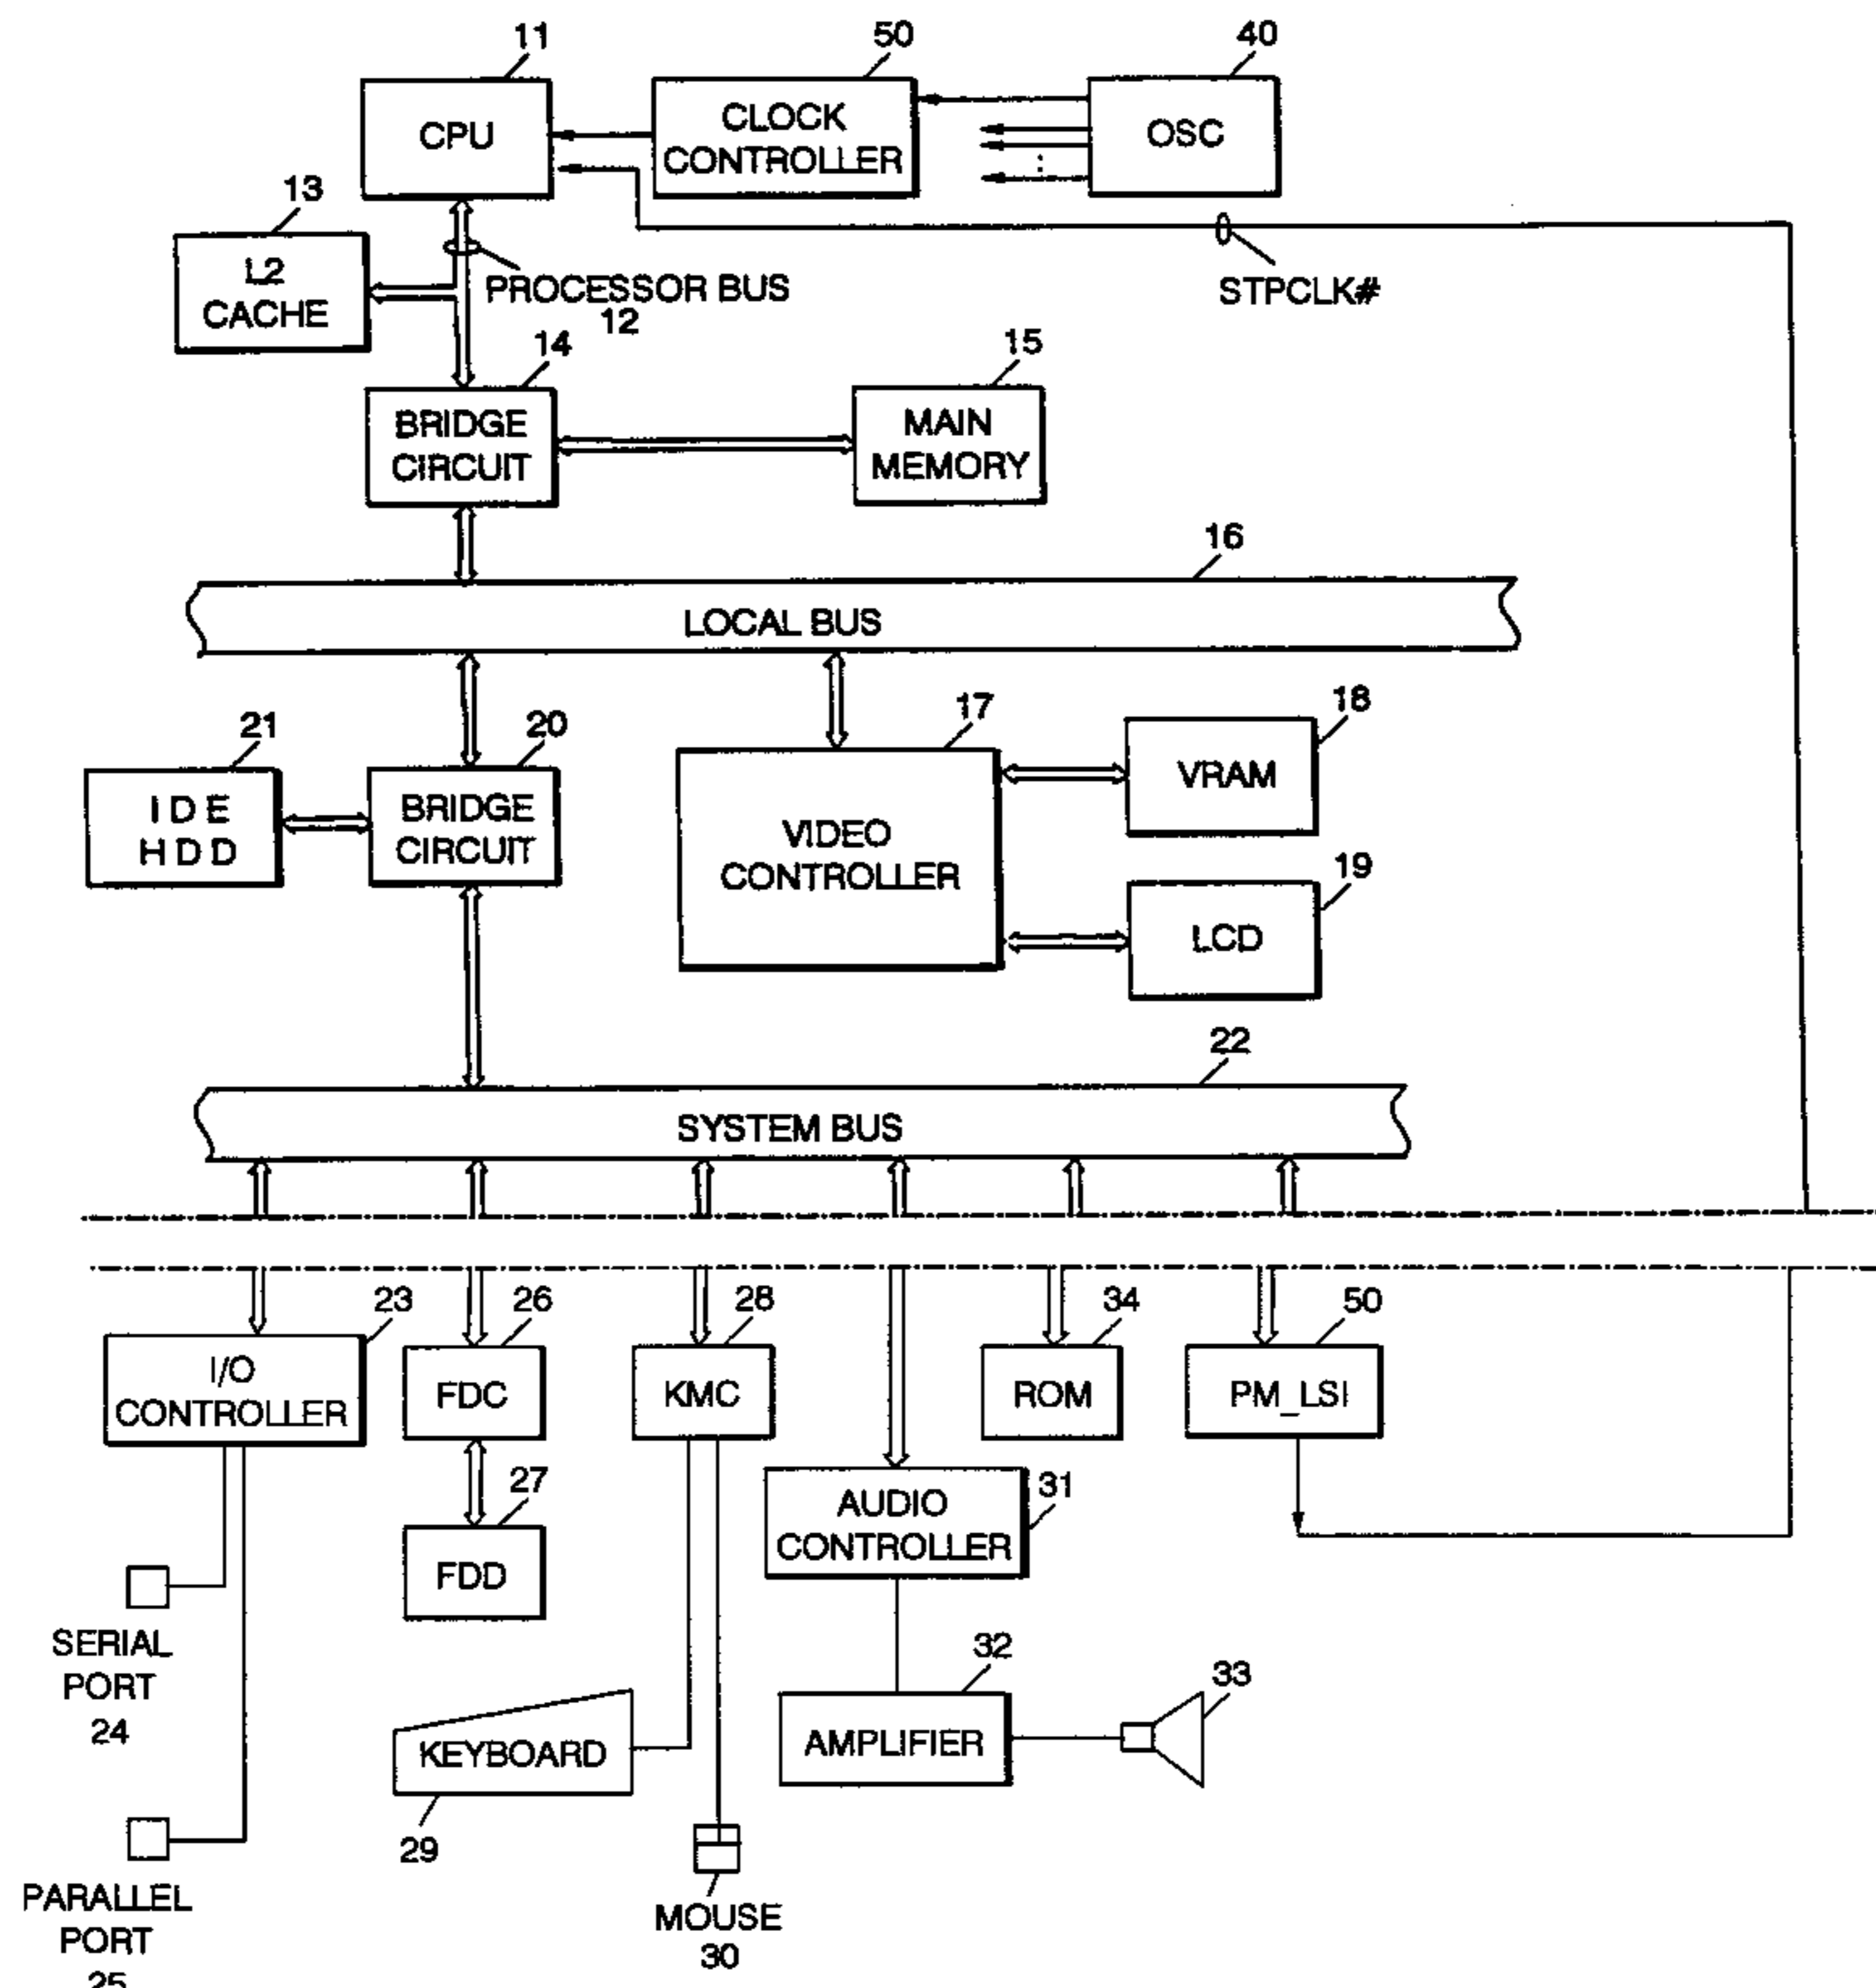 11
50
40
CPU
CLOCK
CONTROLLER
OSC
:
13
L2
CACHE
PROCESSOR BUS
12
STPCLK#
14
15
BRIDGE
CIRCUIT
MAIN
MEMORY
16
LOCAL BUS
17
18
21
20
VRAM
I D E
H D D
BRIDGE
CIRCUIT
VIDEO
CONTROLLER
19
LCD
22
SYSTEM BUS
23
26
28
34
50
I/O
CONTROLLER
FDC
KMC
ROM
PM_LSI
27
31
AUDIO
CONTROLLER
FDD
SERIAL
PORT
24
32
33
KEYBOARD
AMPLIFIER
29
PARALLEL
PORT
25
MOUSE
30